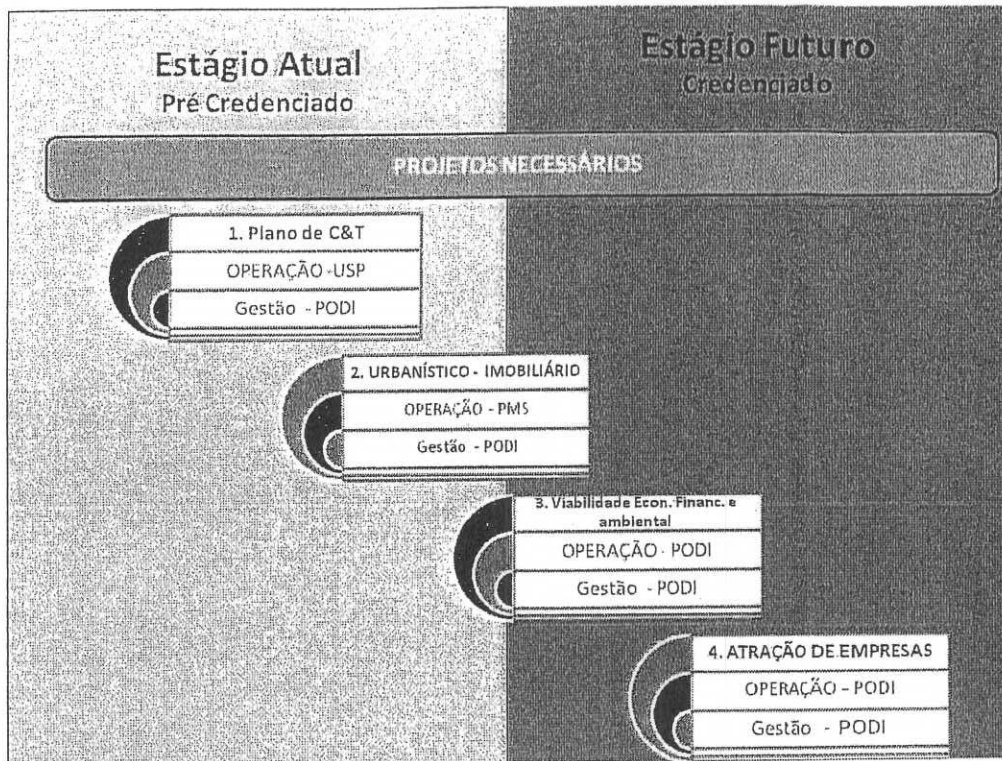 Estágio Atual
Pré Credenciado
Estágio Futuro
Credenciado
PROJETOS NECESSÁRIOS
1. Plano de C&T
OPERAÇÃO -USP
Gestão - PODI
2. URBANÍSTICO - IMOBILIÁRIO
OPERAÇÃO - PMS
Gestão - PODI
3. Viabilidade Econ. Financ. e
ambiental
OPERAÇÃO - PODI
Gestão - PODI
4. ATRAÇÃO DE EMPRESAS
OPERAÇÃO – PODI
Gestão - PODI